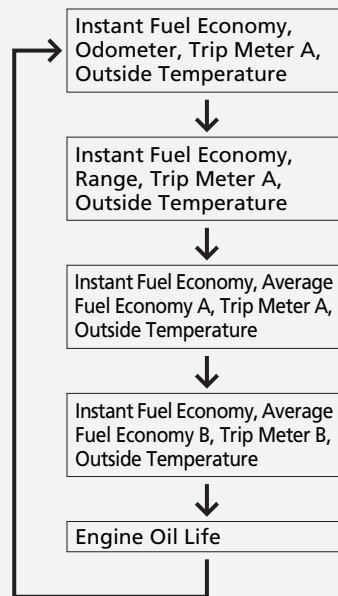 Instant Fuel Economy,
Odometer, Trip Meter A,
Outside Temperature
Instant Fuel Economy,
Range, Trip Meter A,
Outside Temperature
Instant Fuel Economy, Average
Fuel Economy A, Trip Meter A,
Outside Temperature
Instant Fuel Economy, Average
Fuel Economy B, Trip Meter B,
Outside Temperature
Engine Oil Life